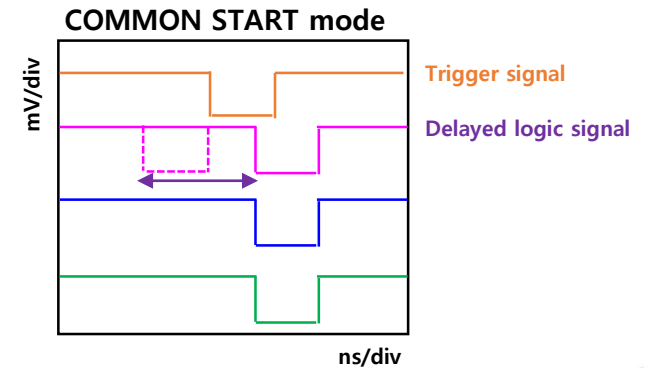 COMMON START mode
mV/div
Trigger signal
Delayed logic signal
ns/div